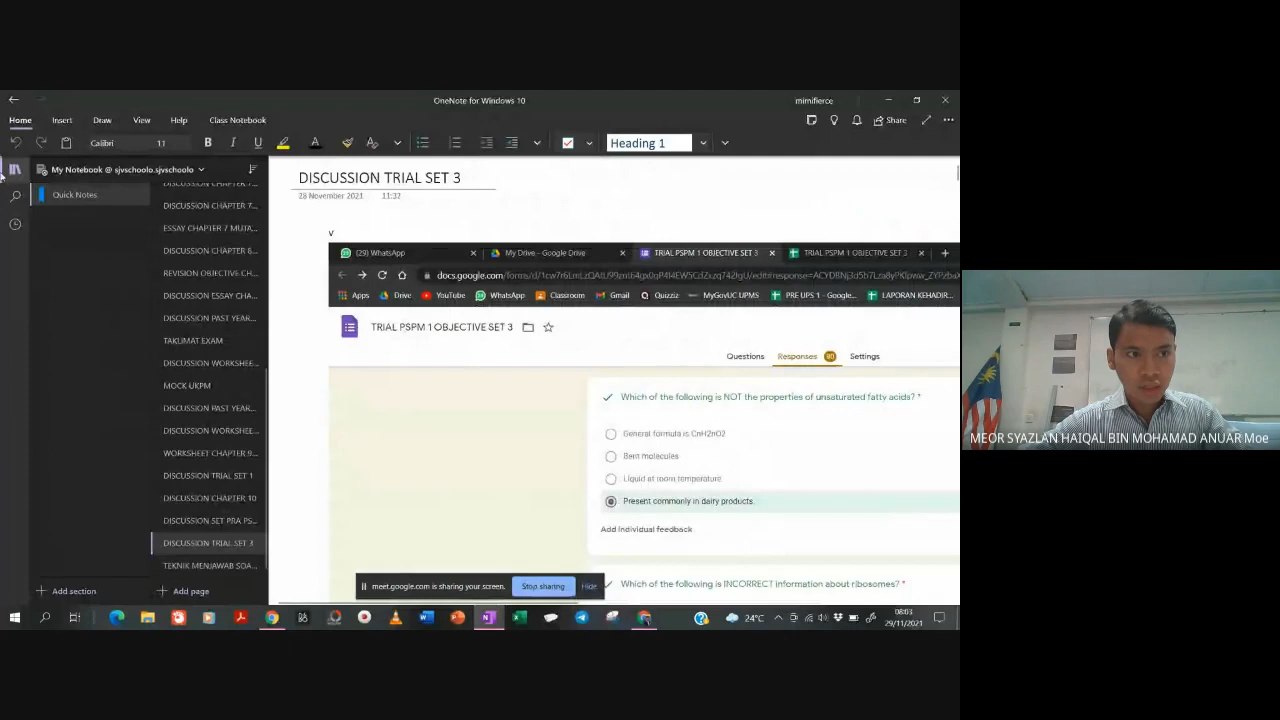 OneNote for Windows 10
mimifierce
Home Insert Draw View Help Class Notebook
Share
Calibri 11 B I U A
Heading 1
My Notebook @ sjvschoolo.sjvschoolo
Quick Notes
DISCUSSION CHAPTER 7...
DISCUSSION CHAPTER 7...
ESSAY CHAPTER 7 MUTA...
DISCUSSION CHAPTER 8...
REVISION OBJECTIVE CH...
DISCUSSION ESSAY CHA...
DISCUSSION PAST YEAR...
TAKLIMAT EXAM
DISCUSSION WORKSHEE...
MOCK UKPM
DISCUSSION PAST YEAR...
DISCUSSION WORKSHEE...
WORKSHEET CHAPTER 9...
DISCUSSION TRIAL SET 1
DISCUSSION CHAPTER 10
DISCUSSION SET PRA PS...
DISCUSSION TRIAL SET 3
TEKNIK MENJAWAB SOA...
Add section
Add page
DISCUSSION TRIAL SET 3
28 November 2021 11:32
v
(29) WhatsApp
My Drive - Google Drive
TRIAL PSPM 1 OBJECTIVE SET 3
TRIAL PSPM 1 OBJECTIVE SET 3
Apps Drive YouTube WhatsApp Classroom Gmail Quizziz MyGovUC UPMS PRE UPS 1 - Google... LAPORAN KEHADIR...
TRIAL PSPM 1 OBJECTIVE SET 3
Questions Responses Settings
Which of the following is NOT the properties of unsaturated fatty acids? *
General formula is CnH2nO2
Bent molecules
Liquid at room temperature
Present commonly in dairy products.
Add individual feedback
Which of the following is INCORRECT information about ribosomes? *
meet.google.com is sharing your screen. Stop sharing Hide
24°C
08:03
29/11/2021
MEOR SYAZLAN HAIQAL BIN MOHAMAD ANUAR Moe